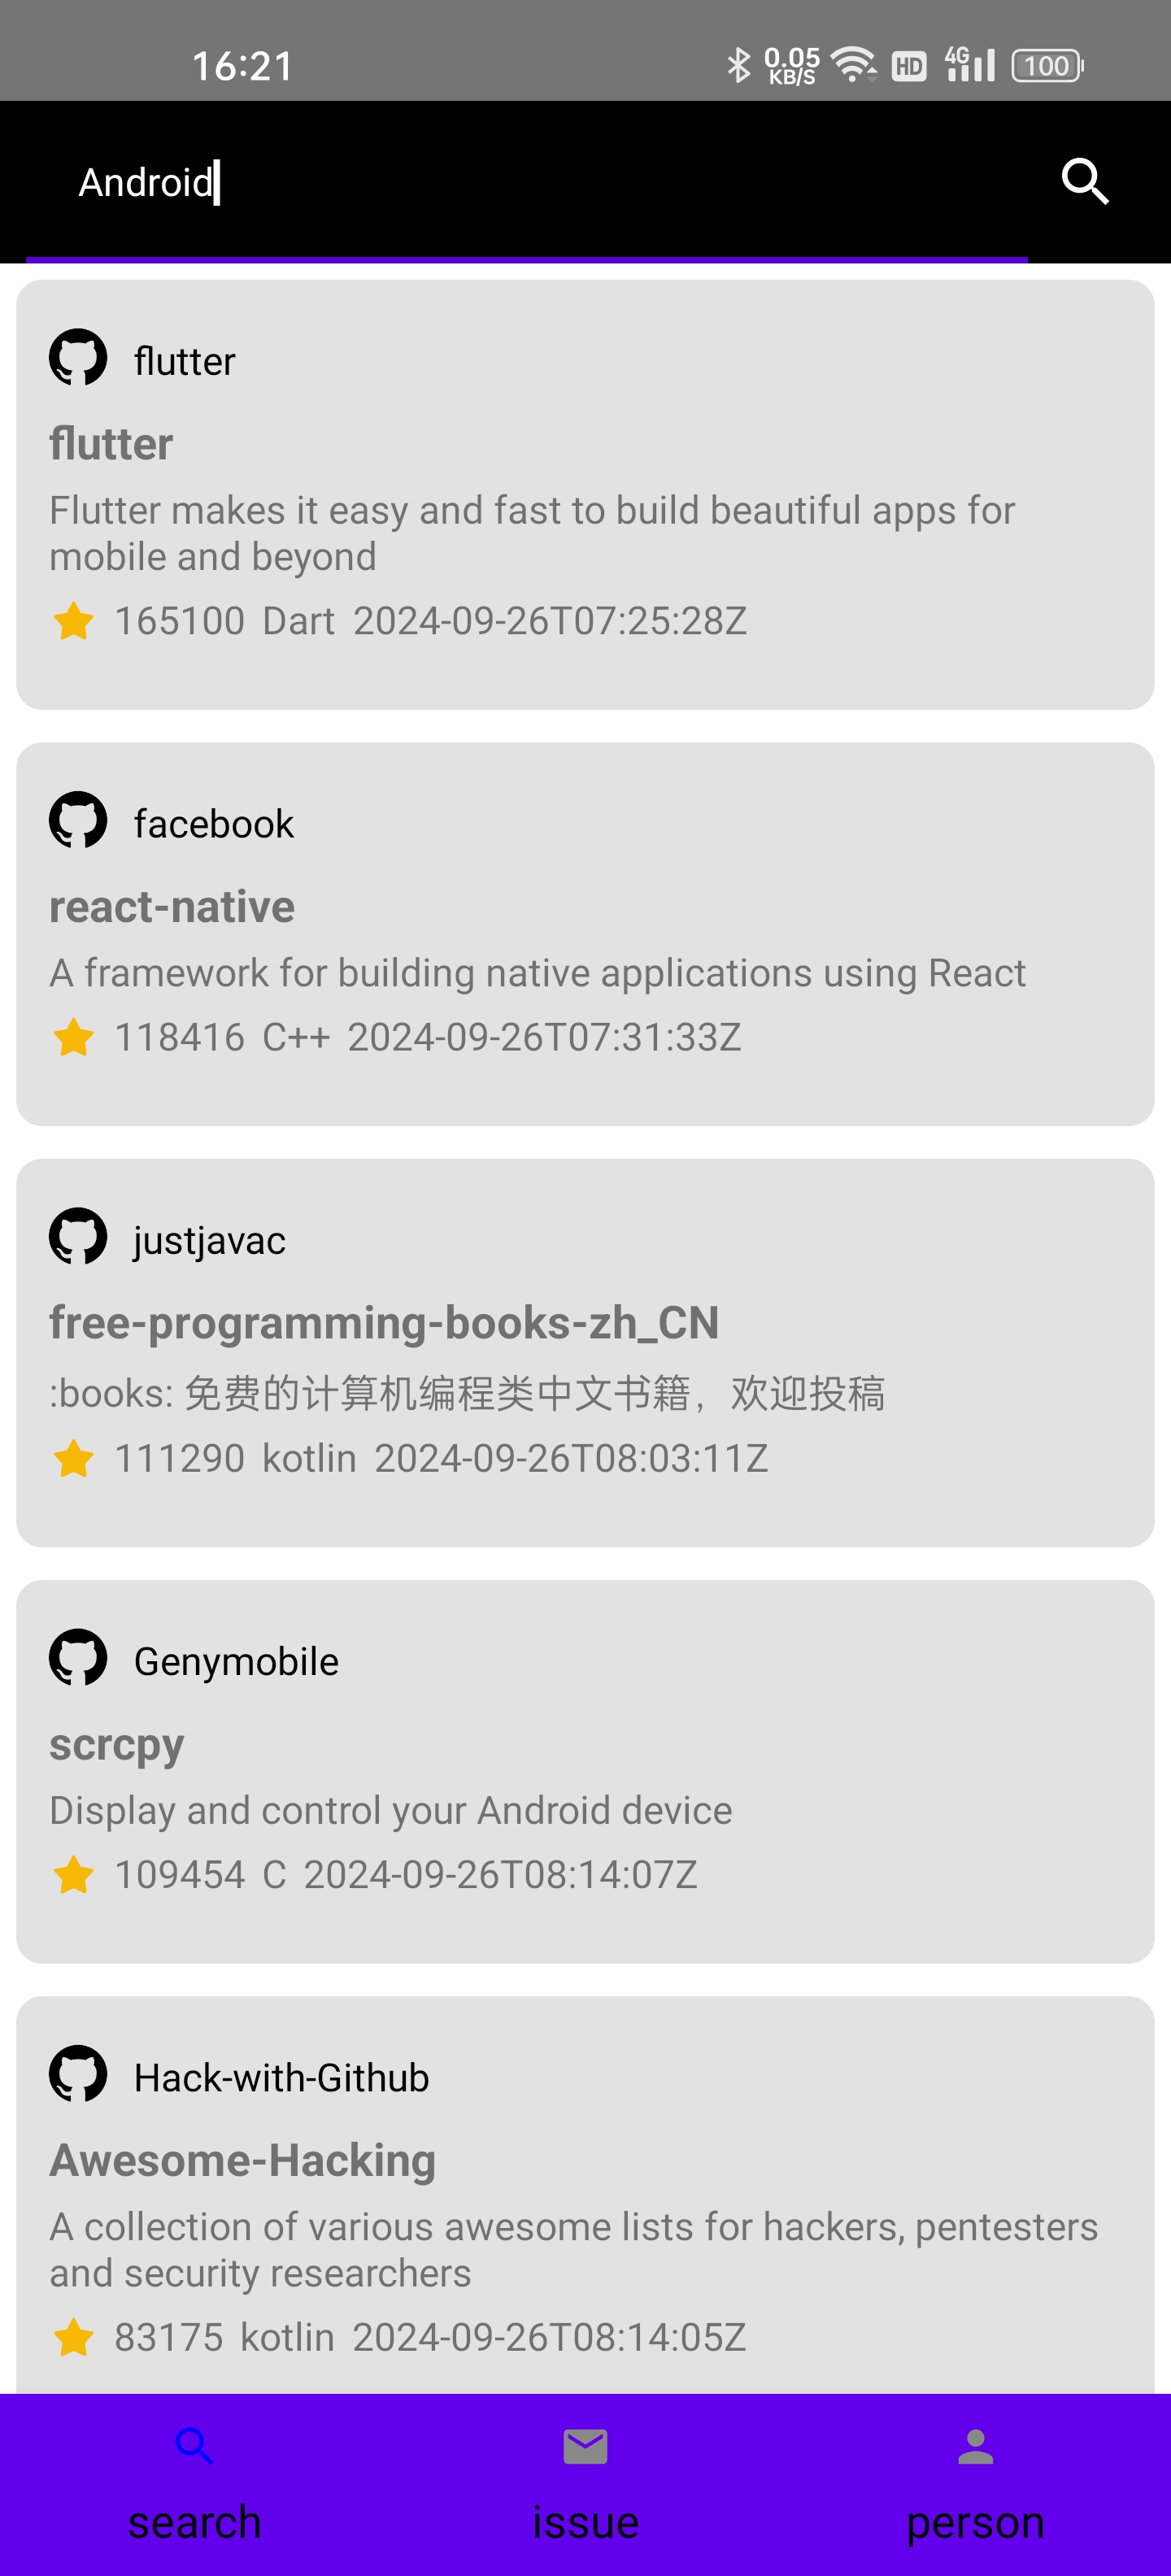 16:21
0.05
KB/S
HD
4G
100
Android
flutter
flutter
Flutter makes it easy and fast to build beautiful apps for
mobile and beyond
165100 Dart 2024-09-26T07:25:28Z
facebook
react-native
A framework for building native applications using React
118416 C++ 2024-09-26T07:31:33Z
justjavac
free-programming-books-zh_CN
:books: 免费的计算机编程类中文书籍，欢迎投稿
111290 kotlin 2024-09-26T08:03:11Z
Genymobile
scrcpy
Display and control your Android device
109454 C 2024-09-26T08:14:07Z
Hack-with-Github
Awesome-Hacking
A collection of various awesome lists for hackers, pentesters
and security researchers
83175 kotlin 2024-09-26T08:14:05Z
search
issue
person